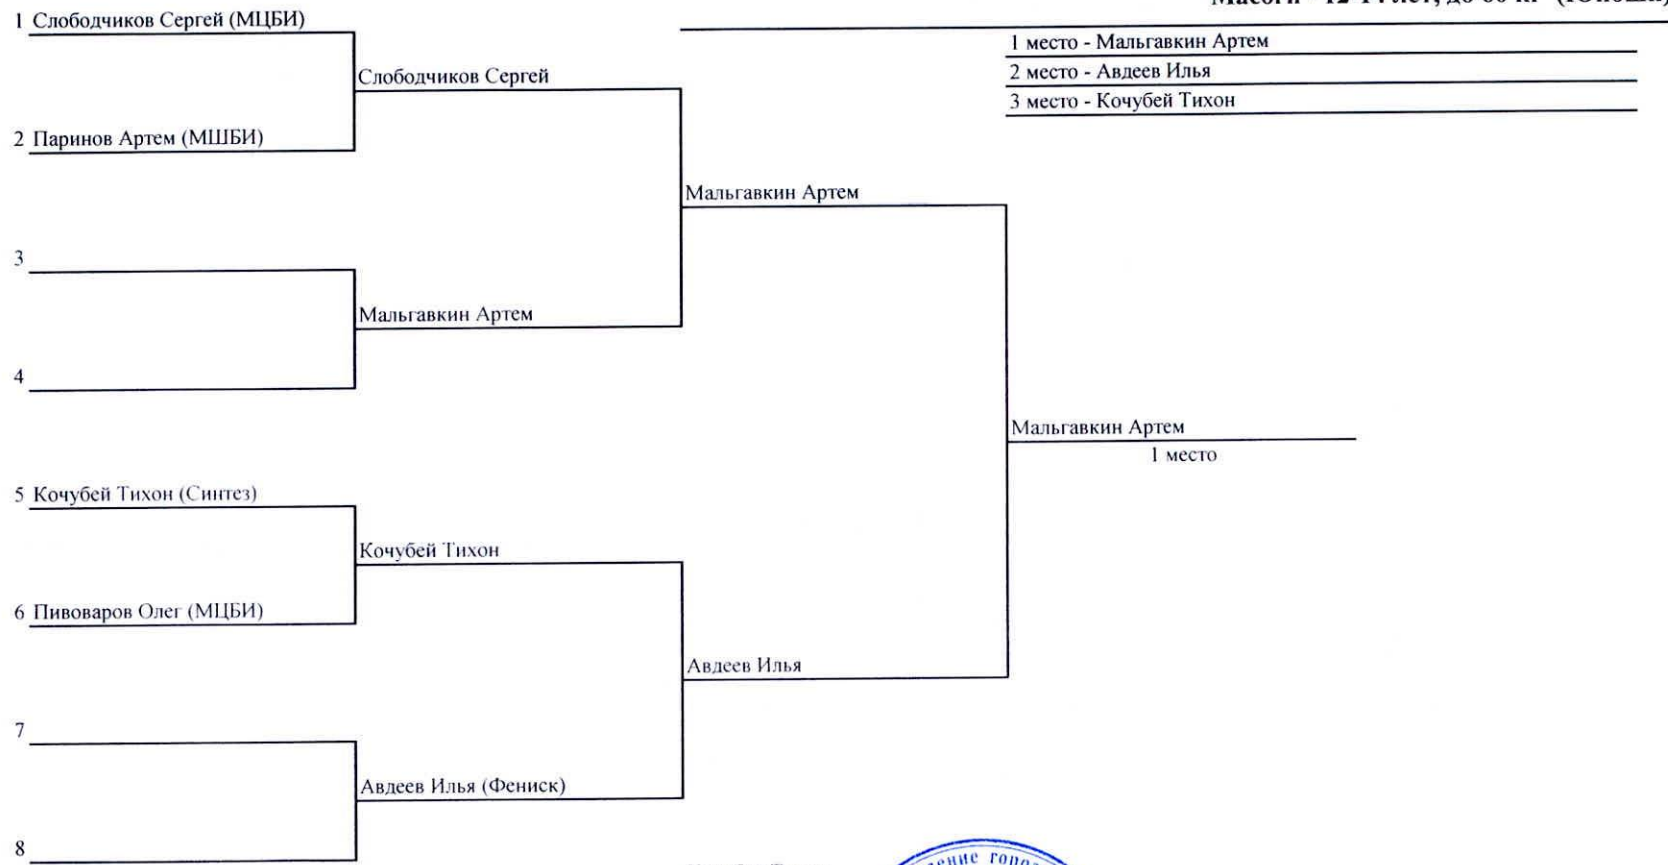 1 Слободчиков Сергей (МЦБИ)
1 место - Мальгавкин Артем
2 место - Авдеев Илья
3 место - Кочубей Тихон
Слободчиков Сергей
2 Паринов Артем (МШБИ)
Мальгавкин Артем
3
Мальгавкин Артем
4
Мальгавкин Артем
1 место
5 Кочубей Тихон (Синтез)
Кочубей Тихон
6 Пивоваров Олег (МЦБИ)
Авдеев Илья
7
Авдеев Илья (Фениск)
8